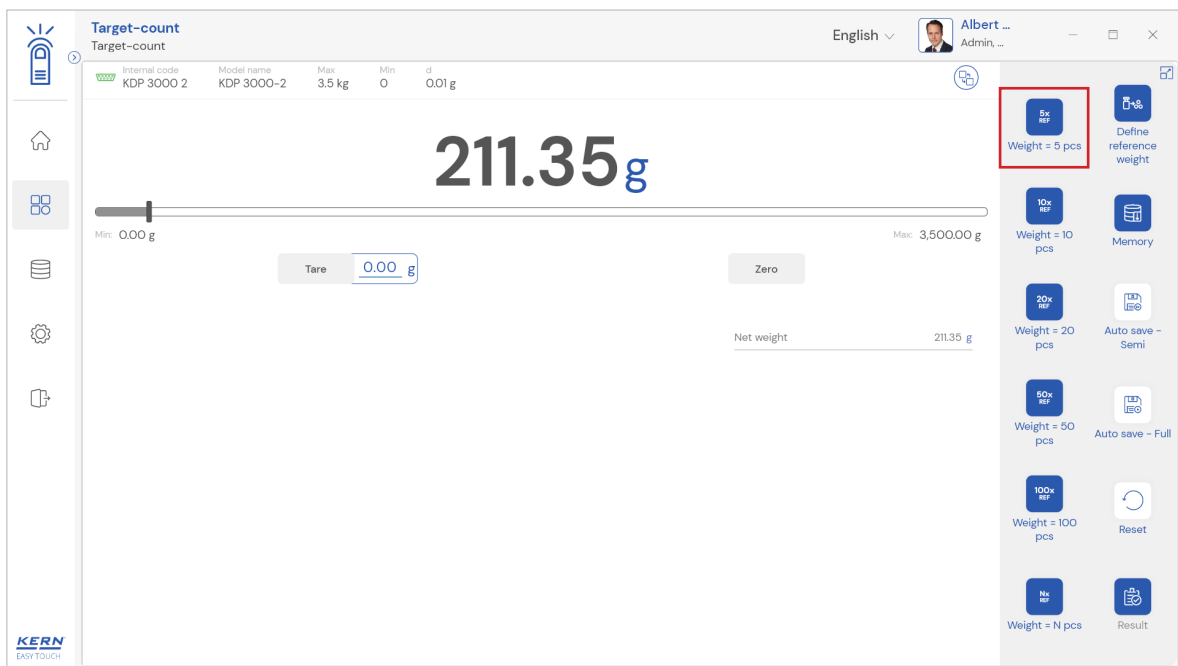 Target-count
Target-count
English
Albert ...
Admin, ...
Internal code
KDP 3000 2
Model name
KDP 3000-2
Max
3.5 kg
Min
0
d
0.01 g
211.35 g
Min: 0.00 g
Max: 3,500.00 g
Tare
0.00 g
Zero
Net weight
211.35 g
5x
REF
Weight = 5 pcs
Define
reference
weight
10x
REF
Weight = 10
pcs
Memory
20x
REF
Weight = 20
pcs
Auto save -
Semi
50x
REF
Weight = 50
pcs
Auto save - Full
100x
REF
Weight = 100
pcs
Reset
Nx
REF
Weight = N pcs
Result
KERN
EASY TOUCH